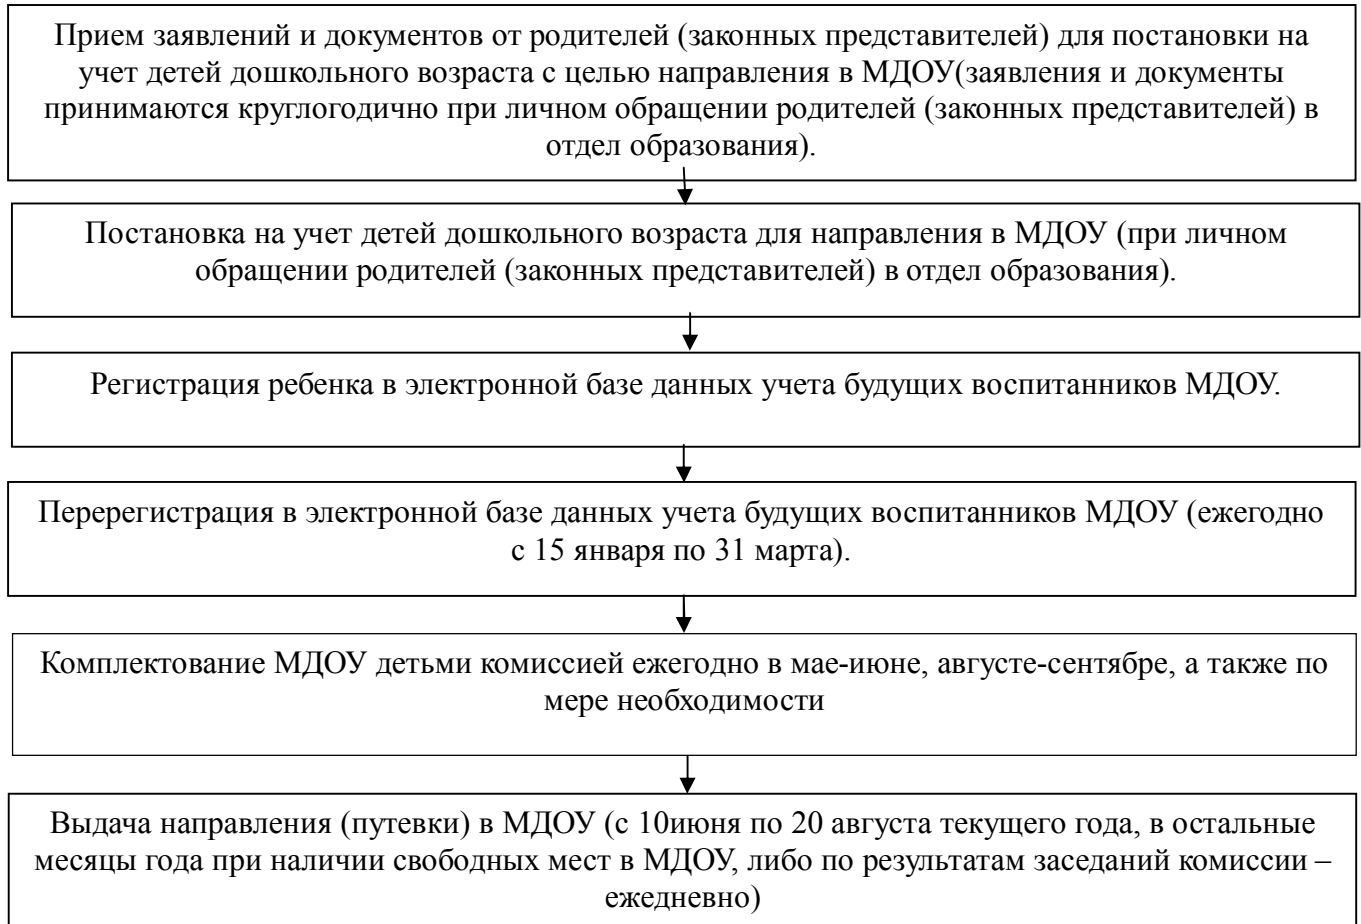 Прием заявлений и документов от родителей (законных представителей) для постановки на
учет детей дошкольного возраста с целью направления в МДОУ(заявления и документы
принимаются круглогодично при личном обращении родителей (законных представителей) в
отдел образования).
Постановка на учет детей дошкольного возраста для направления в МДОУ (при личном
обращении родителей (законных представителей) в отдел образования).
Регистрация ребенка в электронной базе данных учета будущих воспитанников МДОУ.
Перерегистрация в электронной базе данных учета будущих воспитанников МДОУ (ежегодно
с 15 января по 31 марта).
Комплектование МДОУ детьми комиссией ежегодно в мае-июне, августе-сентябре, а также по
мере необходимости
Выдача направления (путевки) в МДОУ (с 10июня по 20 августа текущего года, в остальные
месяцы года при наличии свободных мест в МДОУ, либо по результатам заседаний комиссии –
ежедневно)